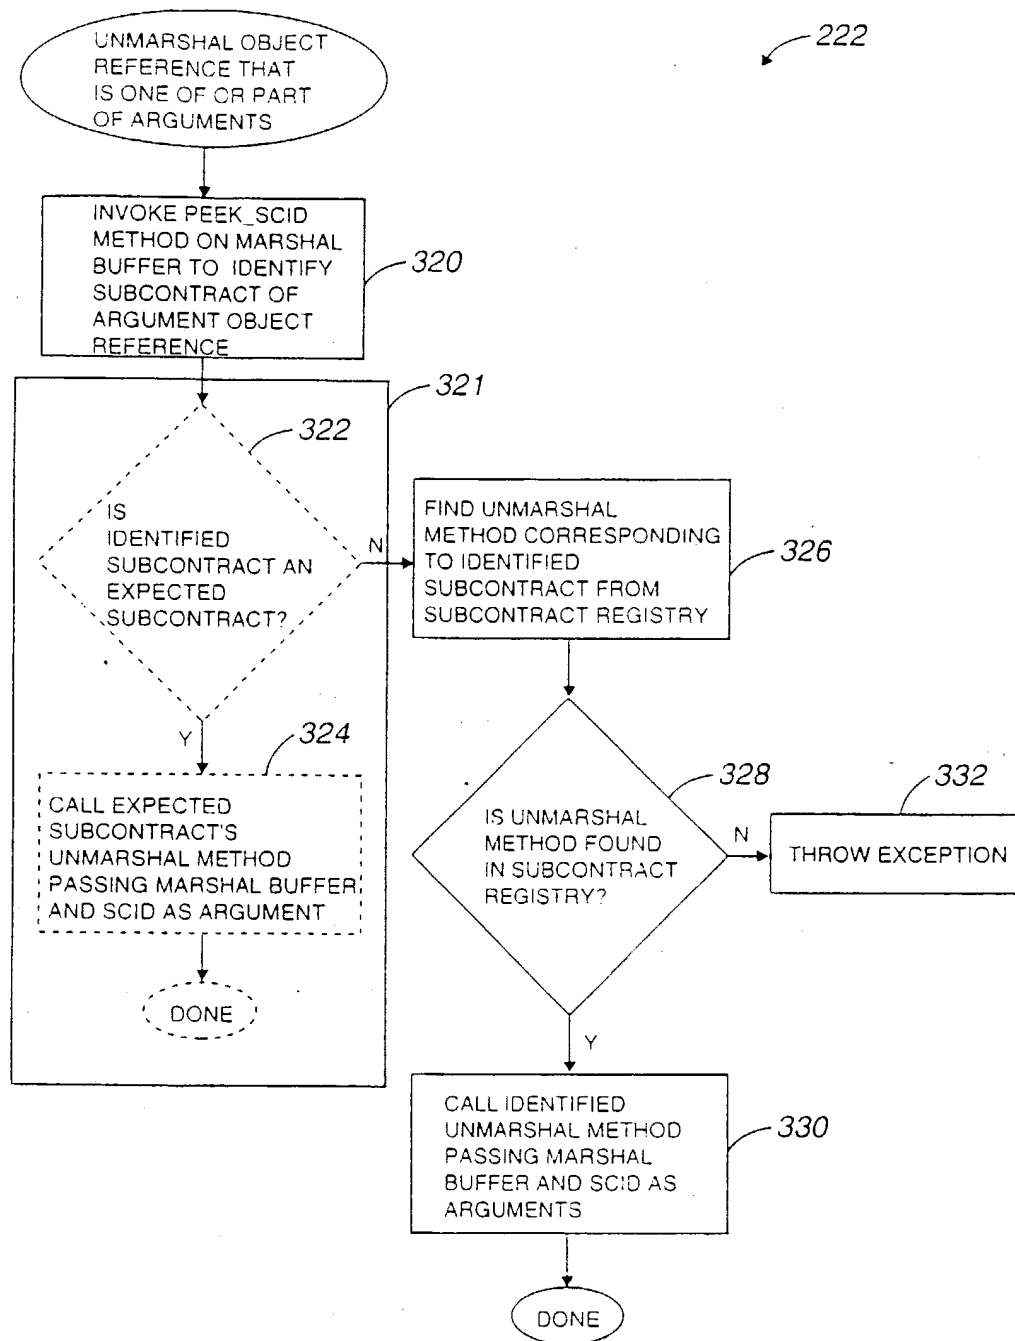 222
UNMARSHAL OBJECT
REFERENCE THAT
IS ONE OF OR PART
OF ARGUMENTS
INVOKE PEEK_SCID
METHOD ON MARSHAL
BUFFER TO IDENTIFY
SUBCONTRACT OF
ARGUMENT OBJECT
REFERENCE
320
321
322
IS
IDENTIFIED
SUBCONTRACT AN
EXPECTED
SUBCONTRACT?
N
FIND UNMARSHAL
METHOD CORRESPONDING
TO IDENTIFIED
SUBCONTRACT FROM
SUBCONTRACT REGISTRY
326
Y
324
CALL EXPECTED
SUBCONTRACT'S
UNMARSHAL METHOD
PASSING MARSHAL BUFFER
AND SCID AS ARGUMENT
DONE
328
IS UNMARSHAL
METHOD FOUND
IN SUBCONTRACT
REGISTRY?
N
332
THROW EXCEPTION
Y
CALL IDENTIFIED
UNMARSHAL METHOD
PASSING MARSHAL
BUFFER AND SCID AS
ARGUMENTS
330
DONE